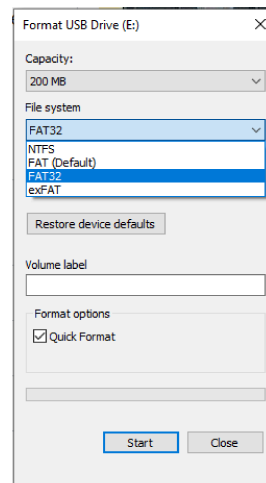 Format USB Drive (E:)
Capacity:
200 MB
File system
FAT32
NTFS
FAT (Default)
FAT32
exFAT
Restore device defaults
Volume label
Format options
Quick Format
Start Close